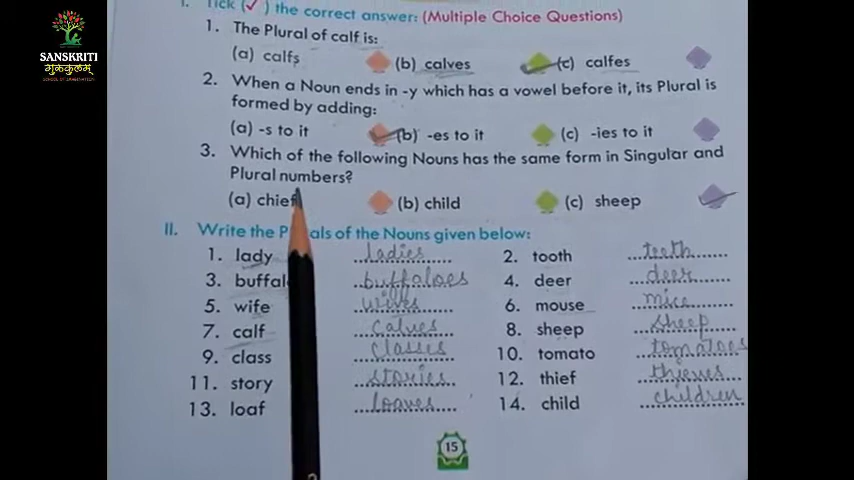 SANSKRITI
गुरुकुलम्
I. Tick (✓) the correct answer: (Multiple Choice Questions)
1. The Plural of calf is:
(a) calfs (b) calves (c) calfes
2. When a Noun ends in -y which has a vowel before it, its Plural is
formed by adding:
(a) -s to it (b) -es to it (c) -ies to it
3. Which of the following Nouns has the same form in Singular and
Plural numbers?
(a) chief (b) child (c) sheep
II. Write the Plurals of the Nouns given below:
1. lady ladies 2. tooth teeth
3. buffal buffaloes 4. deer deer
5. wife wives 6. mouse mice
7. calf calves 8. sheep sheep
9. class classes 10. tomato tomatoes
11. story stories 12. thief thieves
13. loaf loaves 14. child children
15